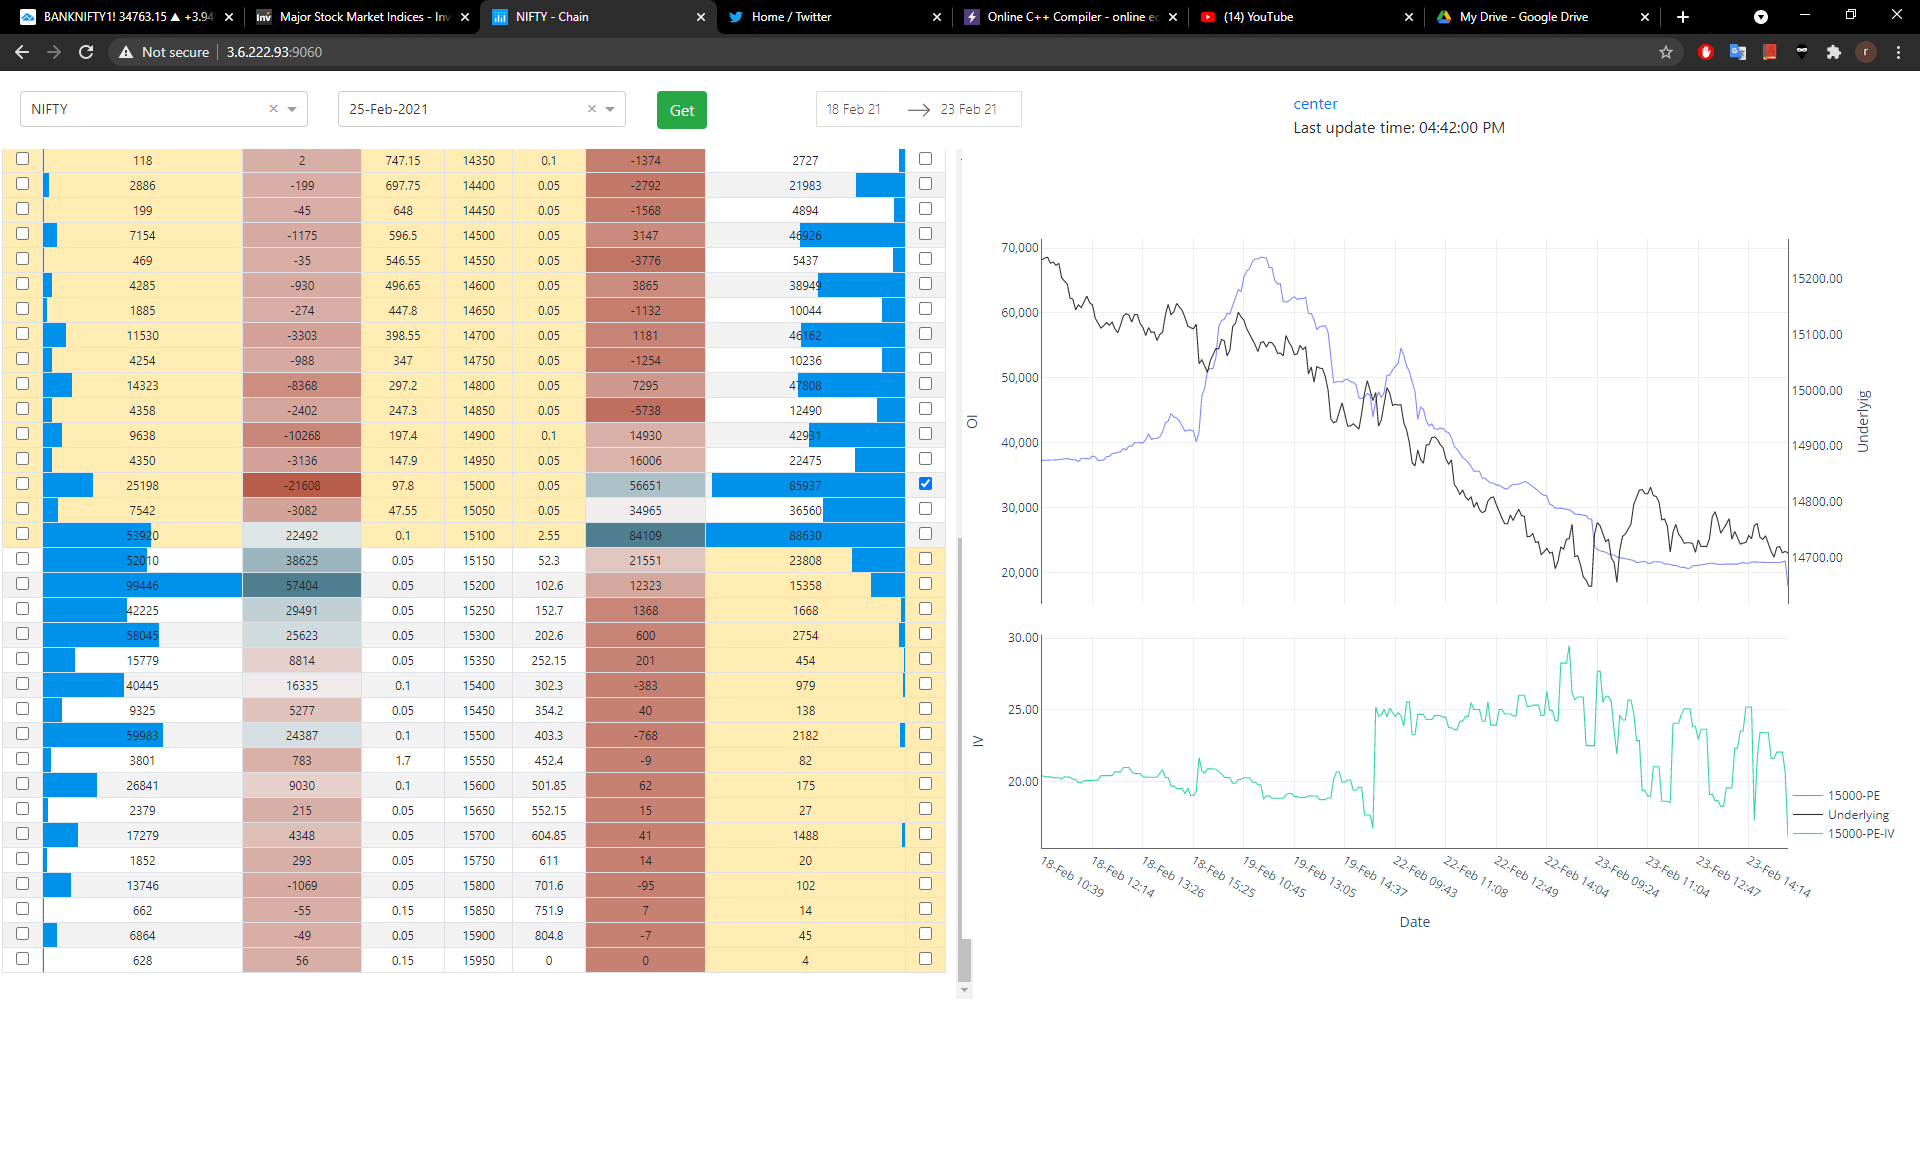 BANKNIFTY1! 34763.15 ▲ +3.94
Major Stock Market Indices - Inv
NIFTY - Chain
Home / Twitter
Online C++ Compiler - online ed
(14) YouTube
My Drive - Google Drive
Not secure 3.6.222.93:9060
NIFTY
25-Feb-2021
Get
18 Feb 21 → 23 Feb 21
center
Last update time: 04:42:00 PM
118 2 747.15 14350 0.1 -1374 2727
2886 -199 697.75 14400 0.05 -2792 21983
199 -45 648 14450 0.05 -1568 4894
7154 -1175 596.5 14500 0.05 3147 46926
469 -35 546.55 14550 0.05 -3776 5437
4285 -930 496.65 14600 0.05 3865 38949
1885 -274 447.8 14650 0.05 -1132 10044
11530 -3303 398.55 14700 0.05 1181 46162
4254 -988 347 14750 0.05 -1254 10236
14323 -8368 297.2 14800 0.05 7295 47808
4358 -2402 247.3 14850 0.05 -5738 12490
9638 -10268 197.4 14900 0.1 14930 42931
4350 -3136 147.9 14950 0.05 16006 22475
25198 -21608 97.8 15000 0.05 56651 85937
7542 -3082 47.55 15050 0.05 34965 36560
53920 22492 0.1 15100 2.55 84109 88630
52010 38625 0.05 15150 52.3 21551 23808
99446 57404 0.05 15200 102.6 12323 15358
42225 29491 0.05 15250 152.7 1368 1668
58045 25623 0.05 15300 202.6 600 2754
15779 8814 0.05 15350 252.15 201 454
40445 16335 0.1 15400 302.3 -383 979
9325 5277 0.05 15450 354.2 40 138
59983 24387 0.1 15500 403.3 -768 2182
3801 783 1.7 15550 452.4 -9 82
26841 9030 0.1 15600 501.85 62 175
2379 215 0.05 15650 552.15 15 27
17279 4348 0.05 15700 604.85 41 1488
1852 293 0.05 15750 611 14 20
13746 -1069 0.05 15800 701.6 -95 102
662 -55 0.15 15850 751.9 7 14
6864 -49 0.05 15900 804.8 -7 45
628 56 0.15 15950 0 0 4
70,000
60,000
50,000
40,000
30,000
20,000
OI
15200.00
15100.00
15000.00
14900.00
14800.00
14700.00
Underlyig
30.00
25.00
20.00
IV
15000-PE
Underlying
15000-PE-IV
18-Feb 10:39
18-Feb 12:14
18-Feb 13:26
18-Feb 15:25
19-Feb 10:45
19-Feb 13:05
19-Feb 14:37
22-Feb 09:43
22-Feb 11:08
22-Feb 12:49
22-Feb 14:04
23-Feb 09:24
23-Feb 11:04
23-Feb 12:47
23-Feb 14:14
Date